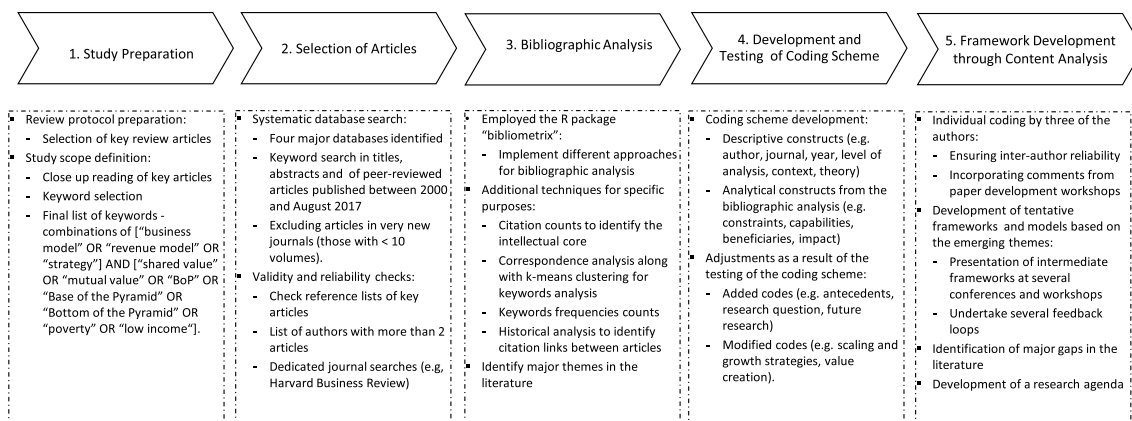 1. Study Preparation
2. Selection of Articles
3. Bibliographic Analysis
4. Development and
Testing of Coding Scheme
5. Framework Development
through Content Analysis
▪ Review protocol preparation:
- Selection of key review articles
▪ Study scope definition:
- Close up reading of key articles
- Keyword selection
- Final list of keywords -
combinations of [“business
model” OR “revenue model” OR
“strategy”] AND [“shared value”
OR “mutual value” OR “BoP” OR
“Base of the Pyramid” OR
“Bottom of the Pyramid” OR
“poverty” OR “low income“].
▪ Systematic database search:
- Four major databases identified
- Keyword search in titles,
abstracts and of peer-reviewed
articles published between 2000
and August 2017
- Excluding articles in very new
journals (those with < 10
volumes).
▪ Validity and reliability checks:
- Check reference lists of key
articles
- List of authors with more than 2
articles
- Dedicated journal searches (e.g,
Harvard Business Review)
▪ Employed the R package
“bibliometrix”:
- Implement different approaches
for bibliographic analysis
▪ Additional techniques for specific
purposes:
- Citation counts to identify the
intellectual core
- Correspondence analysis along
with k-means clustering for
keywords analysis
- Keywords frequencies counts
- Historical analysis to identify
citation links between articles
▪ Identify major themes in the
literature
▪ Coding scheme development:
- Descriptive constructs (e.g.
author, journal, year, level of
analysis, context, theory)
- Analytical constructs from the
bibliographic analysis (e.g.
constraints, capabilities,
beneficiaries, impact)
▪ Adjustments as a result of the
testing of the coding scheme:
- Added codes (e.g. antecedents,
research question, future
research)
- Modified codes (e.g. scaling and
growth strategies, value
creation).
▪ Individual coding by three of the
authors:
- Ensuring inter-author reliability
- Incorporating comments from
paper development workshops
▪ Development of tentative
frameworks and models based on
the emerging themes:
- Presentation of intermediate
frameworks at several
conferences and workshops
- Undertake several feedback
loops
▪ Identification of major gaps in the
literature
▪ Development of a research agenda